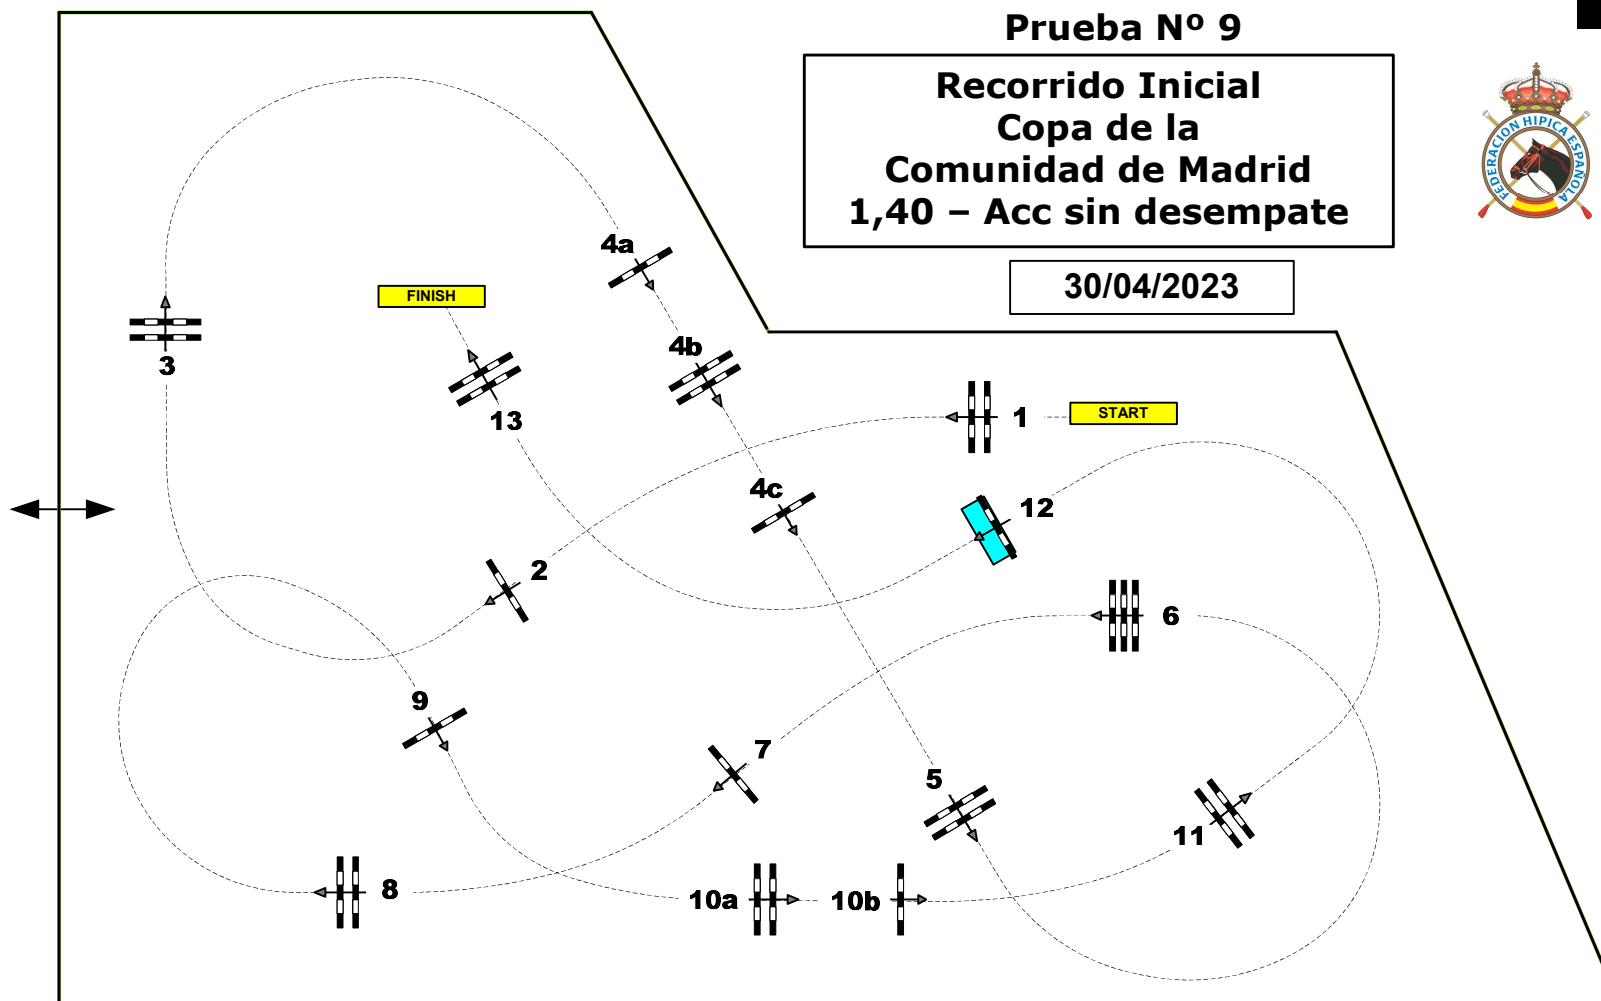 Prueba Nº 9
Recorrido Inicial
Copa de la
Comunidad de Madrid
1,40 – Acc sin desempate
FEDERACION HIPICA ESPAÑOLA
30/04/2023
4a
FINISH
4b
3
13
1
START
4c
12
2
6
9
7
5
11
8
10a
10b